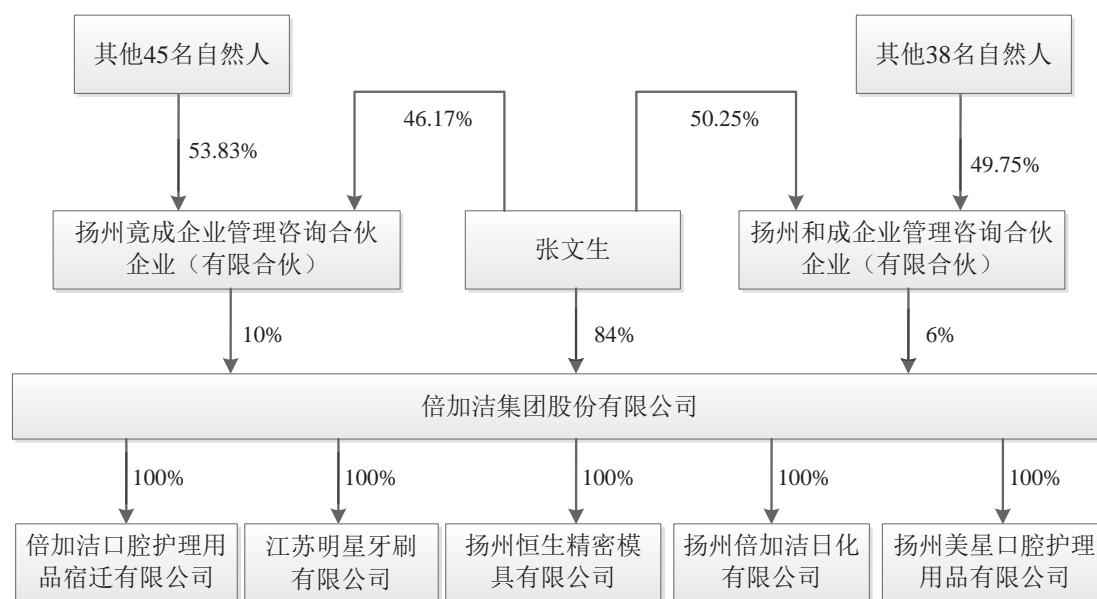 其他45名自然人
其他38名自然人
46.17%
50.25%
53.83%
49.75%
扬州竟成企业管理咨询合伙
企业（有限合伙）
张文生
扬州和成企业管理咨询合伙
企业（有限合伙）
10%
84%
6%
倍加洁集团股份有限公司
100%
100%
100%
100%
100%
倍加洁口腔护理用
品宿迁有限公司
江苏明星牙刷
有限公司
扬州恒生精密模
具有限公司
扬州倍加洁日化
有限公司
扬州美星口腔护理
用品有限公司